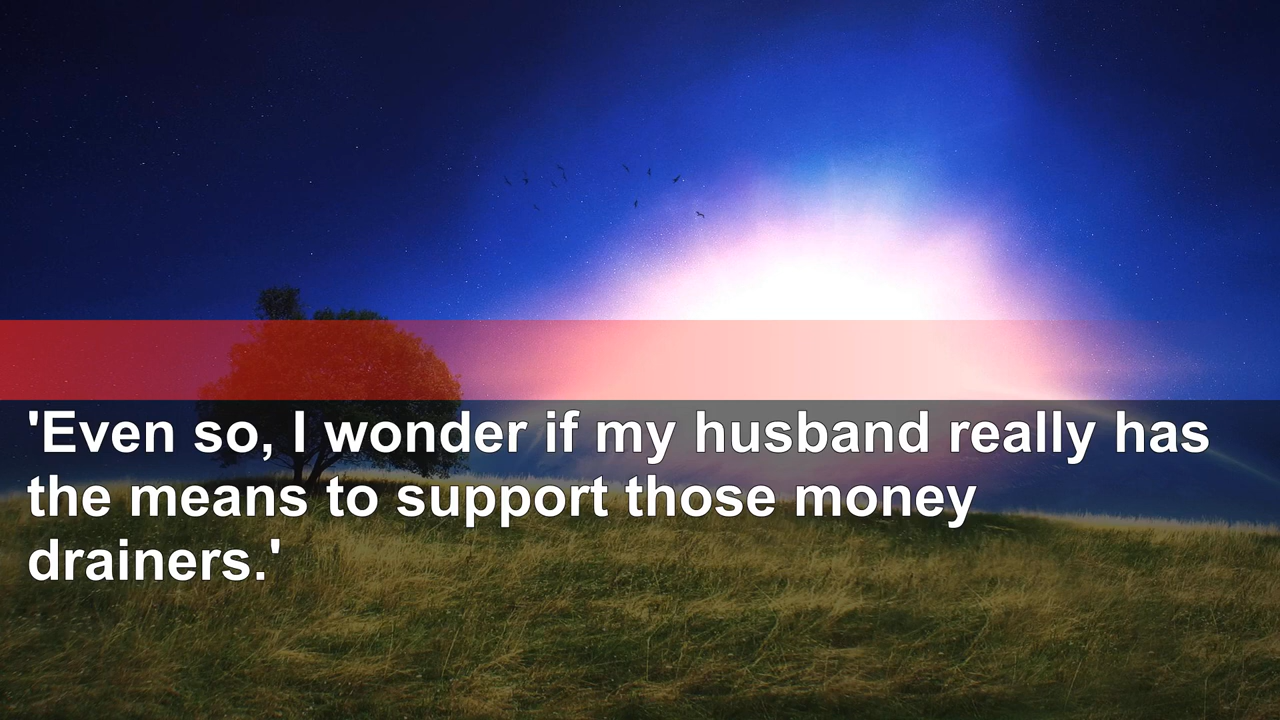 'Even so, I wonder if my husband really has
the means to support those money
drainers.'